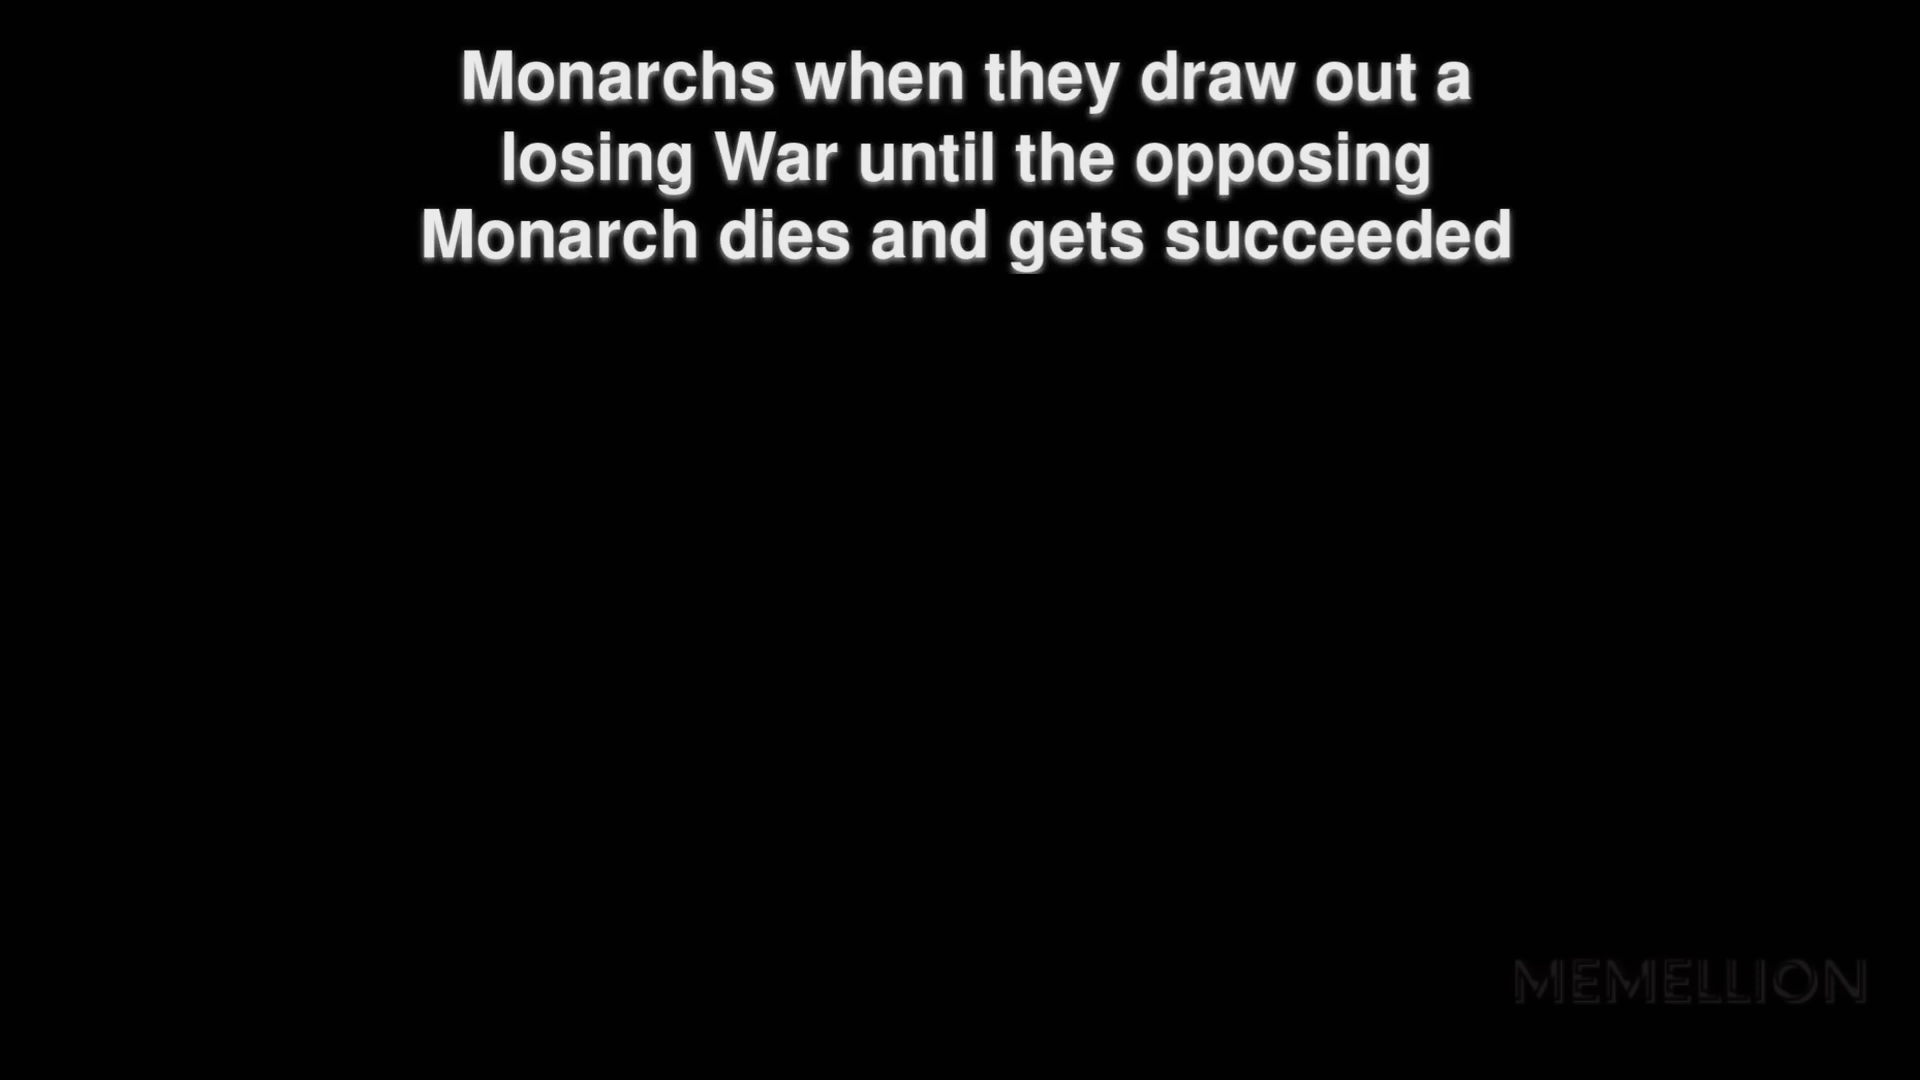 Monarchs when they draw out a
losing War until the opposing
Monarch dies and gets succeeded
MEMELLION